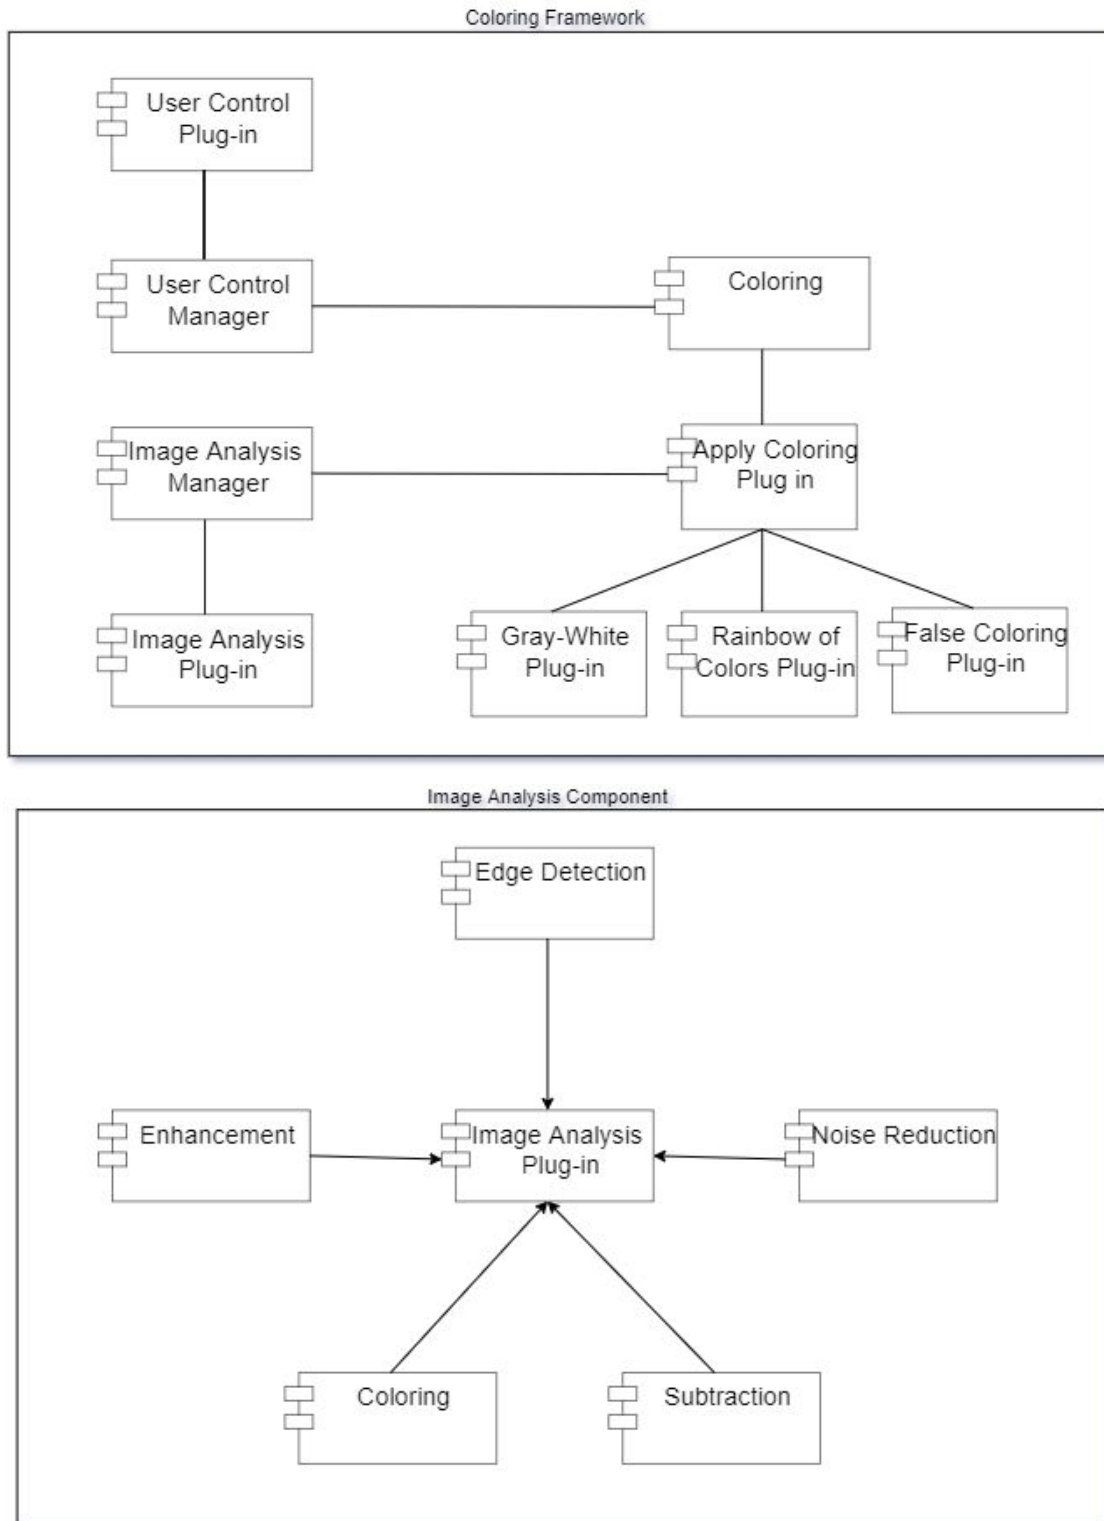 Coloring Framework
User Control
Plug-in
User Control
Manager
Coloring
Image Analysis
Manager
Apply Coloring
Plug in
Image Analysis
Plug-in
Gray-White
Plug-in
Rainbow of
Colors Plug-in
False Coloring
Plug-in
Image Analysis Component
Edge Detection
Enhancement
Image Analysis
Plug-in
Noise Reduction
Coloring
Subtraction